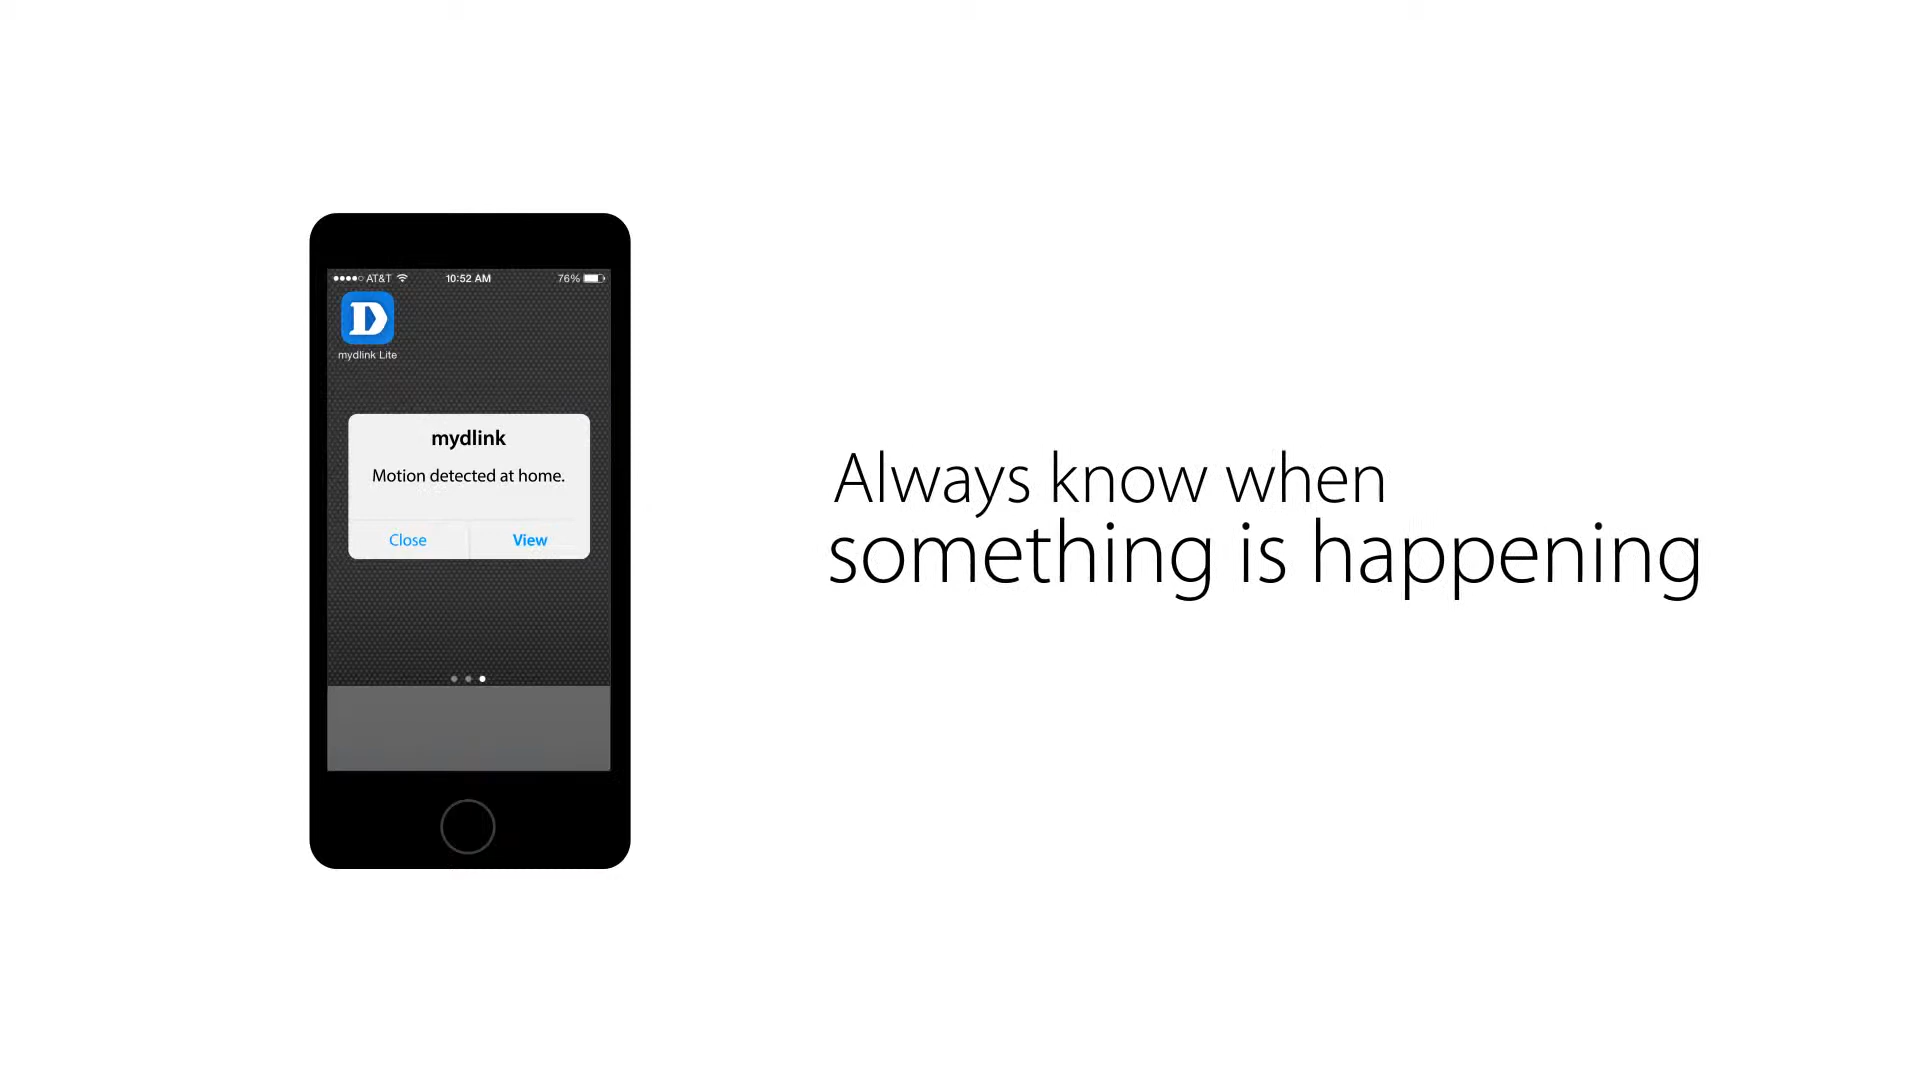 AT&T 10:52 AM 76%
D
mydlink Lite
mydlink
Motion detected at home.
Close View
Always know when
something is happening